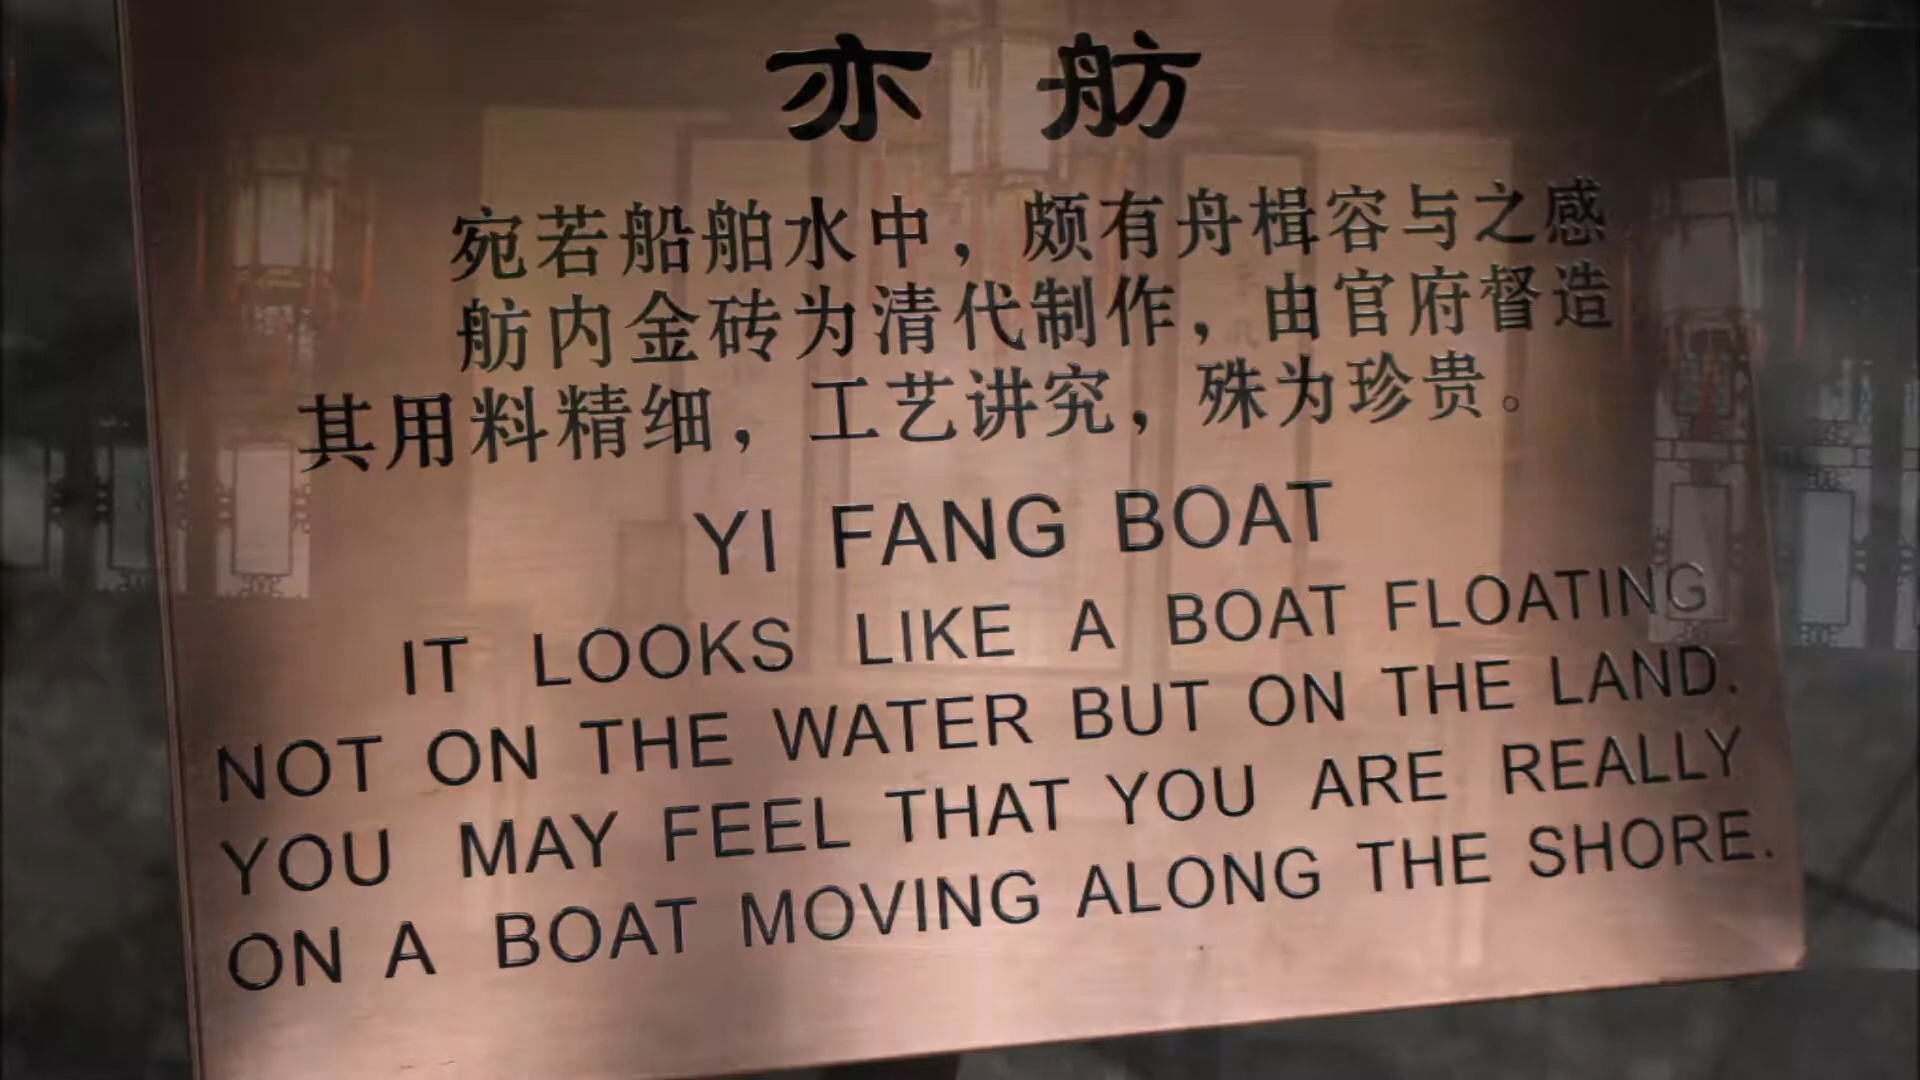 亦舫
宛若船舶水中，颇有舟楫容与之感
舫内金砖为清代制作，由官府督造
其用料精细，工艺讲究，殊为珍贵。
YI FANG BOAT
IT LOOKS LIKE A BOAT FLOATING
NOT ON THE WATER BUT ON THE LAND.
YOU MAY FEEL THAT YOU ARE REALLY
ON A BOAT MOVING ALONG THE SHORE.